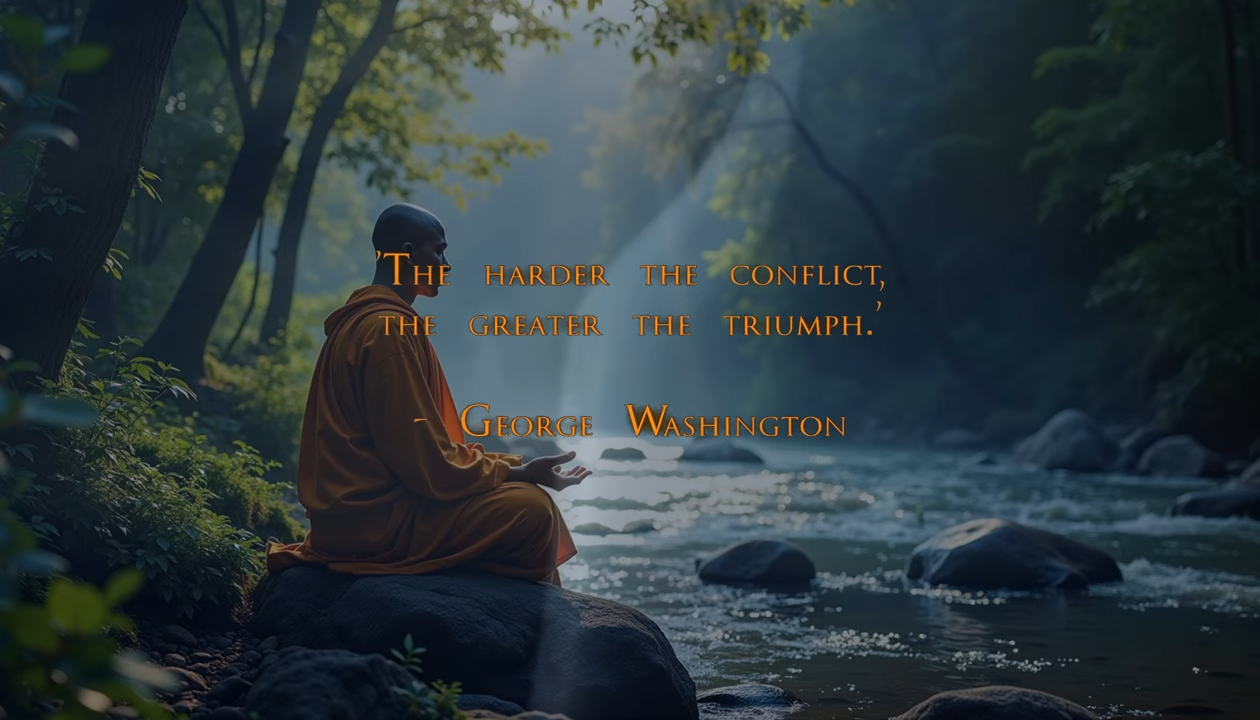 'The harder the conflict,
the greater the triumph.'
- George Washington